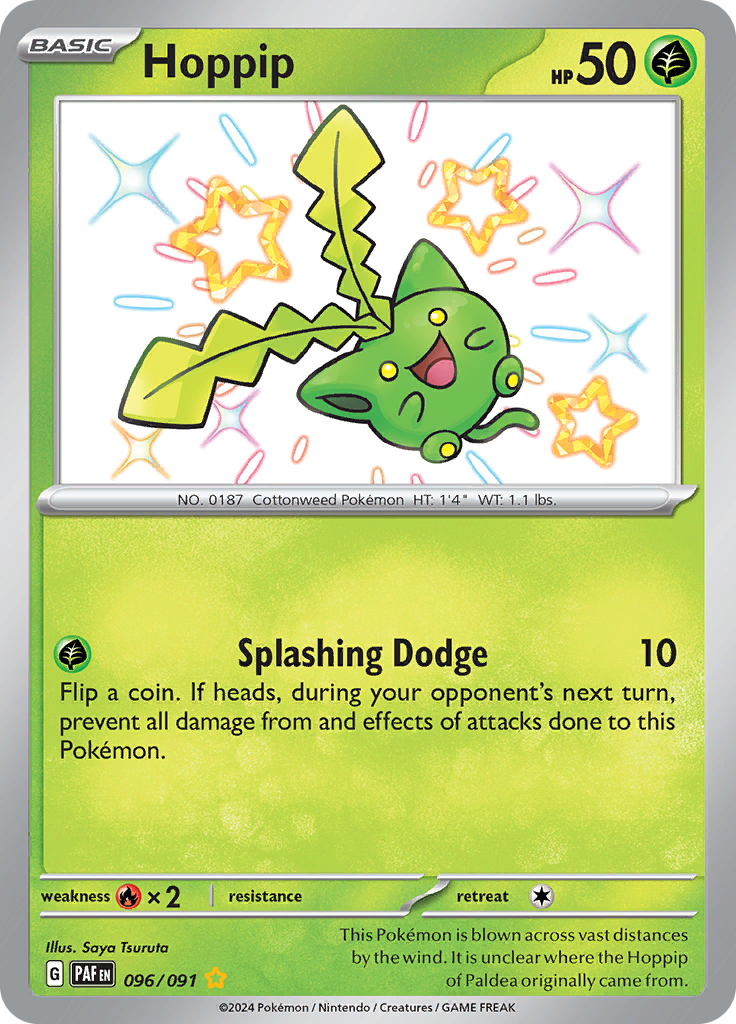 BASIC
Hoppip
HP 50
NO. 0187 Cottonweed Pokémon HT: 1'4" WT: 1.1 lbs.
Splashing Dodge 10
Flip a coin. If heads, during your opponent's next turn,
prevent all damage from and effects of attacks done to this
Pokémon.
weakness ×2 resistance retreat
Illus. Saya Tsuruta
G PAF EN 096/091
This Pokémon is blown across vast distances
by the wind. It is unclear where the Hoppip
of Paldea originally came from.
©2024 Pokémon / Nintendo / Creatures / GAME FREAK